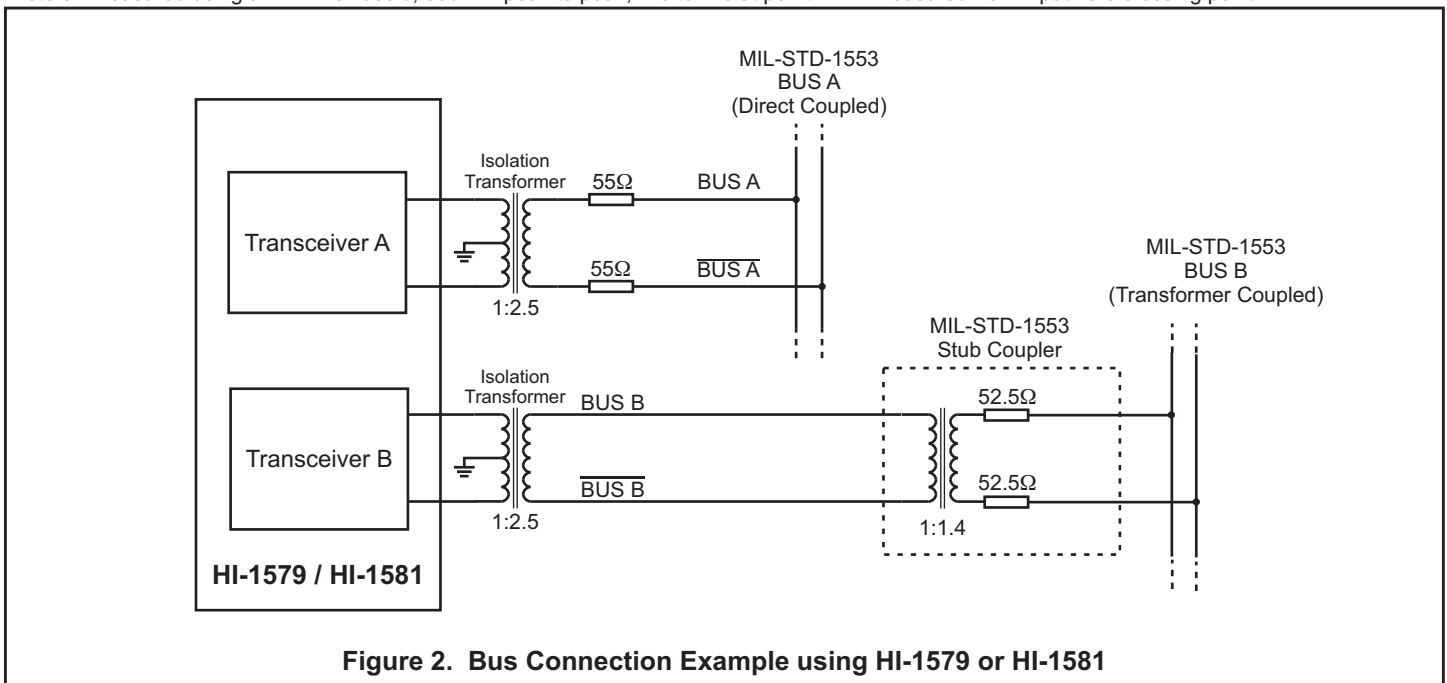 MIL-STD-1553
BUS A
(Direct Coupled)
Isolation
Transformer
55Ω
BUS A
Transceiver A
55Ω
BUS A
1:2.5
MIL-STD-1553
BUS B
(Transformer Coupled)
MIL-STD-1553
Stub Coupler
Isolation
Transformer
BUS B
52.5Ω
Transceiver B
BUS B
52.5Ω
1:2.5
1:1.4
HI-1579 / HI-1581
Figure 2. Bus Connection Example using HI-1579 or HI-1581